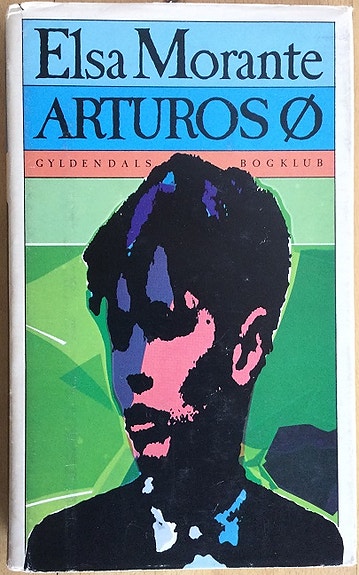 Elsa Morante
ARTUROS Ø
GYLDENDALS BOGKLUB